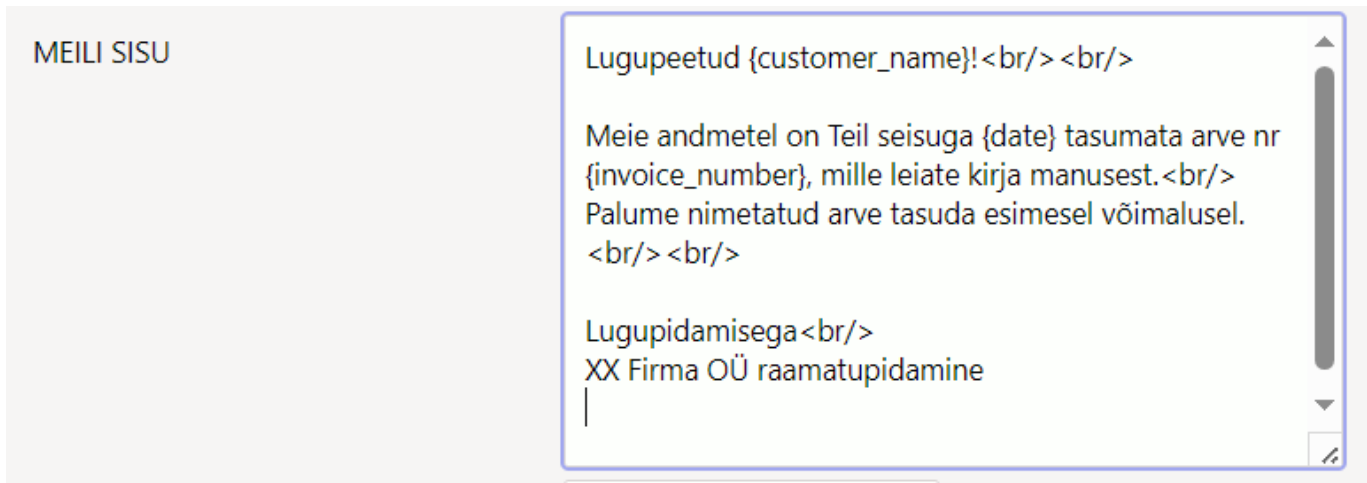 MEILI SISU
Lugupeetud {customer_name}!<br/><br/>
Meie andmetel on Teil seisuga {date} tasumata arve nr
{invoice_number}, mille leiate kirja manusest.<br/>
Palume nimetatud arve tasuda esimesel võimalusel.
<br/><br/>
Lugupidamisega<br/>
XX Firma OÜ raamatupidamine